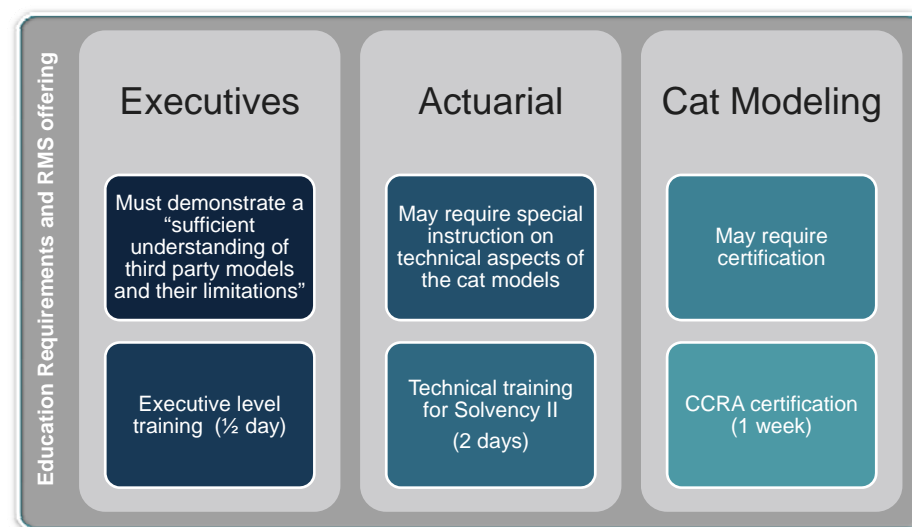 Education Requirements and RMS offering
Executives
Must demonstrate a
“sufficient
understanding of
third party models
and their limitations”
Executive level
training (½ day)
Actuarial
May require special
instruction on
technical aspects of
the cat models
Technical training
for Solvency II
(2 days)
Cat Modeling
May require
certification
CCRA certification
(1 week)